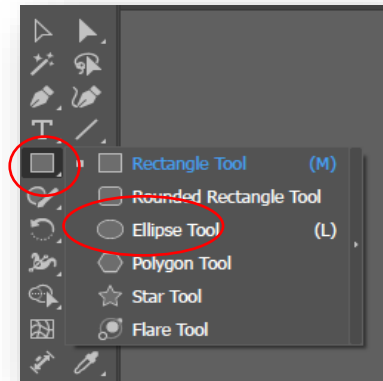 T
Rectangle Tool (M)
Rounded Rectangle Tool
Ellipse Tool (L)
Polygon Tool
Star Tool
Flare Tool